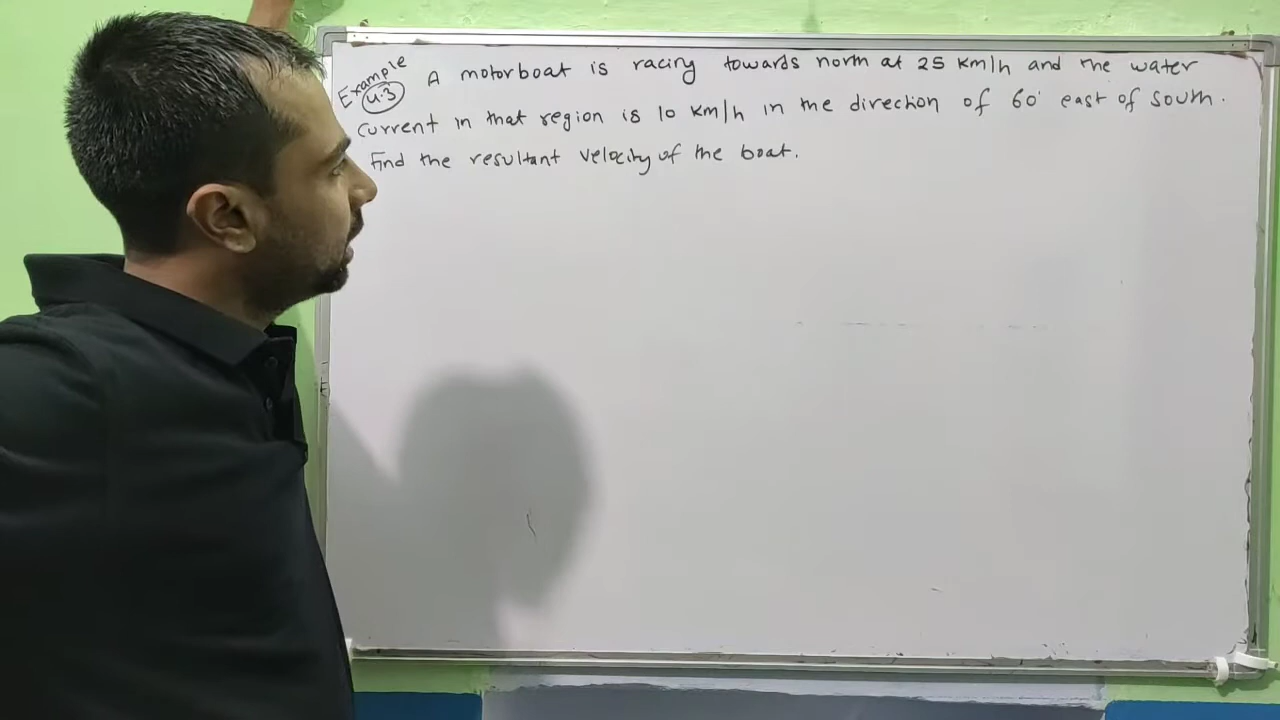 Example 4.3 A motorboat is racing towards north at 25 km/h and the water
current in that region is 10 km/h in the direction of 60° east of south.
Find the resultant velocity of the boat.